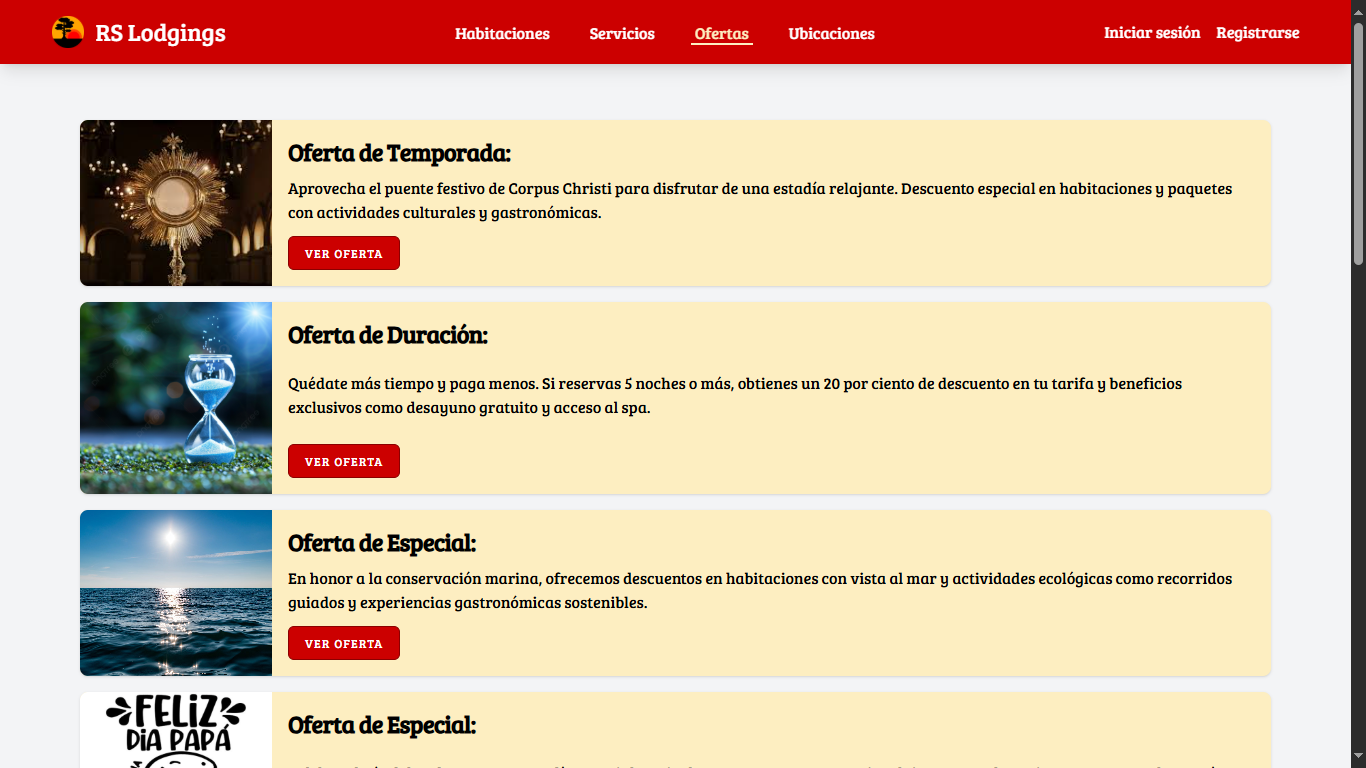 RS Lodgings
Habitaciones
Servicios
Ofertas
Ubicaciones
Iniciar sesión
Registrarse
Oferta de Temporada:
Aprovecha el puente festivo de Corpus Christi para disfrutar de una estadía relajante. Descuento especial en habitaciones y paquetes
con actividades culturales y gastronómicas.
VER OFERTA
Oferta de Duración:
Quédate más tiempo y paga menos. Si reservas 5 noches o más, obtienes un 20 por ciento de descuento en tu tarifa y beneficios
exclusivos como desayuno gratuito y acceso al spa.
VER OFERTA
Oferta de Especial:
En honor a la conservación marina, ofrecemos descuentos en habitaciones con vista al mar y actividades ecológicas como recorridos
guiados y experiencias gastronómicas sostenibles.
VER OFERTA
FELIZ
DIA PAPÁ
Oferta de Especial: